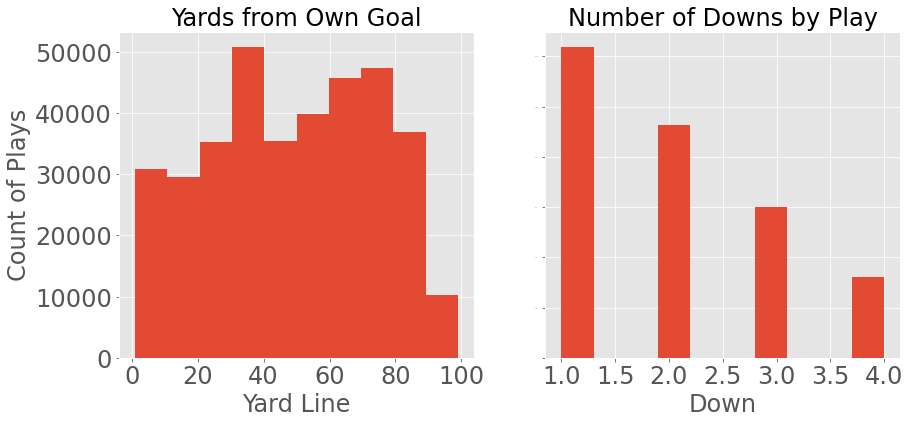 Yards from Own Goal
Count of Plays
50000
40000
30000
20000
10000
0
0 20 40 60 80 100
Yard Line
Number of Downs by Play
1.0 1.5 2.0 2.5 3.0 3.5 4.0
Down